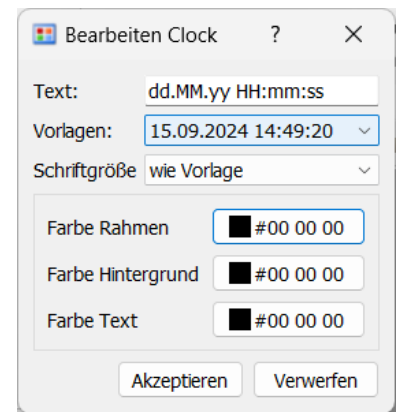 Bearbeiten Clock ?
Text: dd.MM.yy HH:mm:ss
Vorlagen: 15.09.2024 14:49:20
Schriftgröße wie Vorlage
Farbe Rahmen #00 00 00
Farbe Hintergrund #00 00 00
Farbe Text #00 00 00
Akzeptieren Verwerfen